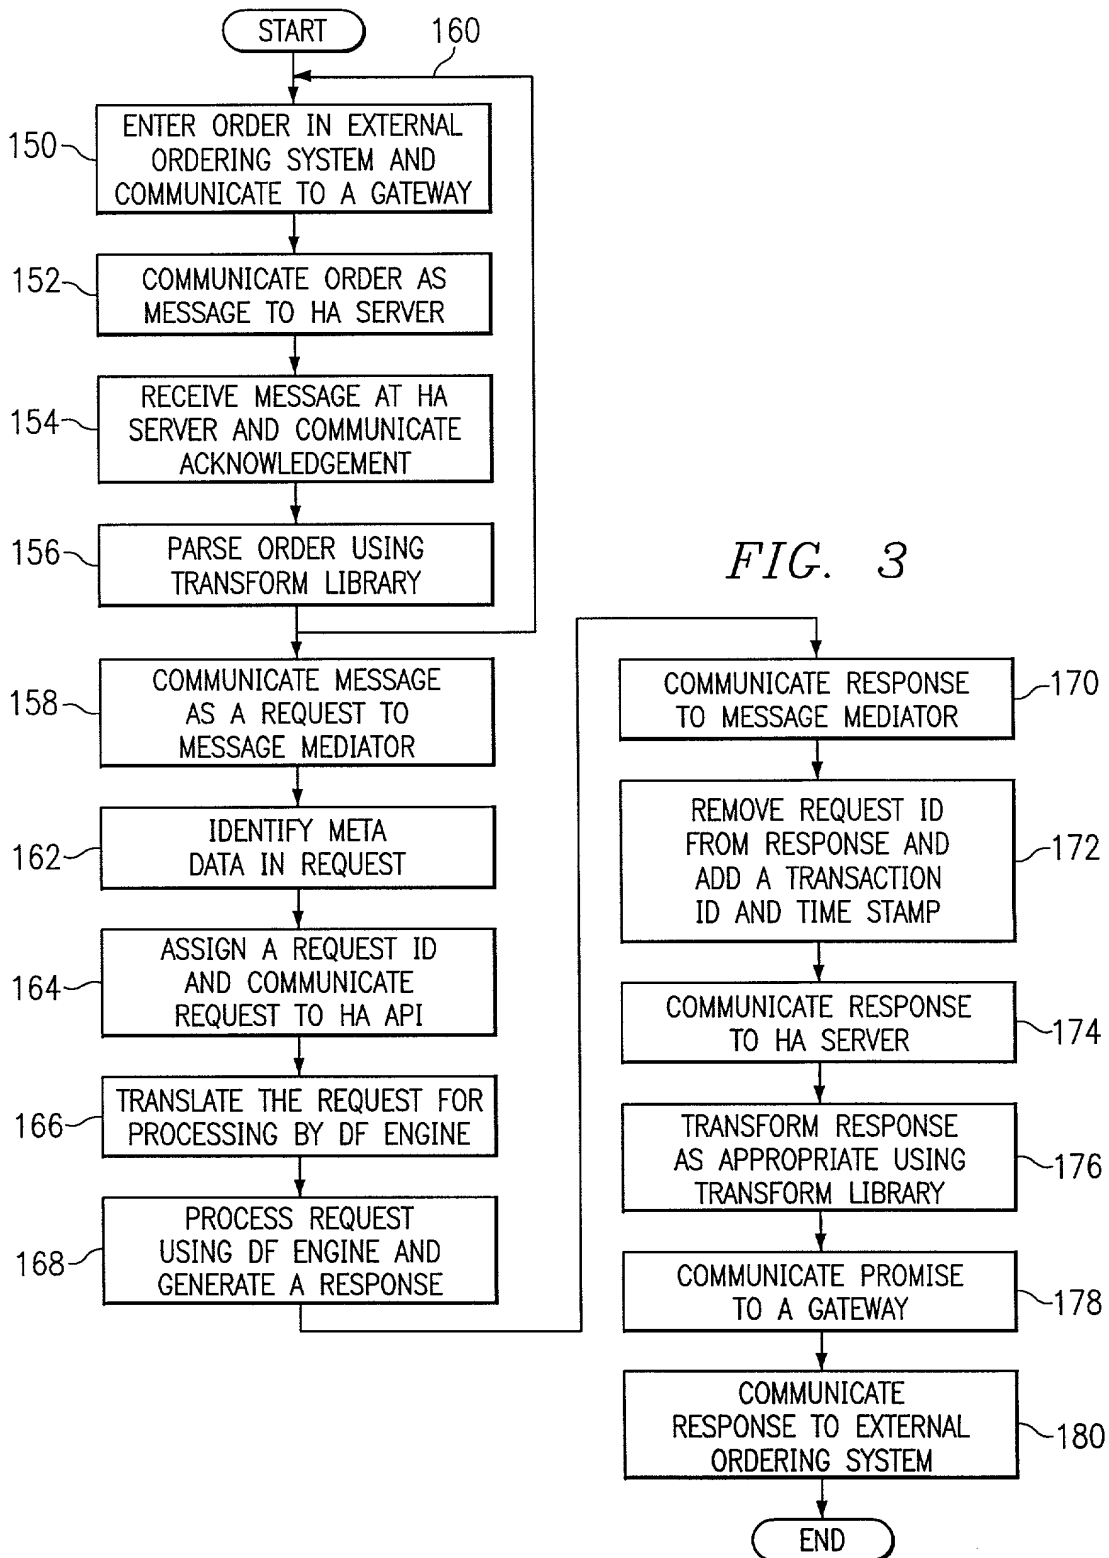 START
160
150
ENTER ORDER IN EXTERNAL
ORDERING SYSTEM AND
COMMUNICATE TO A GATEWAY
152
COMMUNICATE ORDER AS
MESSAGE TO HA SERVER
154
RECEIVE MESSAGE AT HA
SERVER AND COMMUNICATE
ACKNOWLEDGEMENT
156
PARSE ORDER USING
TRANSFORM LIBRARY
158
COMMUNICATE MESSAGE
AS A REQUEST TO
MESSAGE MEDIATOR
162
IDENTIFY META
DATA IN REQUEST
164
ASSIGN A REQUEST ID
AND COMMUNICATE
REQUEST TO HA API
166
TRANSLATE THE REQUEST FOR
PROCESSING BY DF ENGINE
168
PROCESS REQUEST
USING DF ENGINE AND
GENERATE A RESPONSE
FIG. 3
COMMUNICATE RESPONSE
TO MESSAGE MEDIATOR
170
REMOVE REQUEST ID
FROM RESPONSE AND
ADD A TRANSACTION
ID AND TIME STAMP
172
COMMUNICATE RESPONSE
TO HA SERVER
174
TRANSFORM RESPONSE
AS APPROPRIATE USING
TRANSFORM LIBRARY
176
COMMUNICATE PROMISE
TO A GATEWAY
178
COMMUNICATE
RESPONSE TO EXTERNAL
ORDERING SYSTEM
180
END